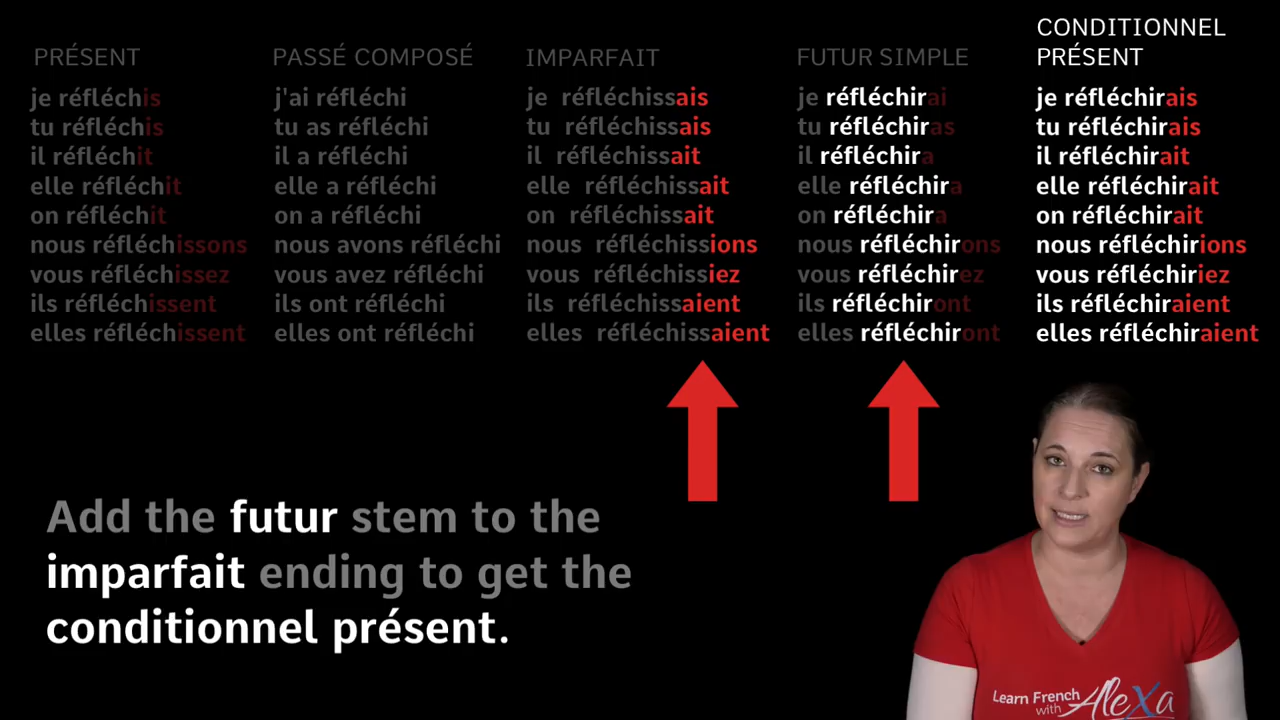 PRÉSENT
je réfléchis
tu réfléchis
il réfléchit
elle réfléchit
on réfléchit
nous réfléchissons
vous réfléchissez
ils réfléchissent
elles réfléchissent
PASSÉ COMPOSÉ
j'ai réfléchi
tu as réfléchi
il a réfléchi
elle a réfléchi
on a réfléchi
nous avons réfléchi
vous avez réfléchi
ils ont réfléchi
elles ont réfléchi
IMPARFAIT
je réfléchissais
tu réfléchissais
il réfléchissait
elle réfléchissait
on réfléchissait
nous réfléchissions
vous réfléchissiez
ils réfléchissaient
elles réfléchissaient
FUTUR SIMPLE
je réfléchirai
tu réfléchiras
il réfléchira
elle réfléchira
on réfléchira
nous réfléchirons
vous réfléchirez
ils réfléchiront
elles réfléchiront
CONDITIONNEL
PRÉSENT
je réfléchirais
tu réfléchirais
il réfléchirait
elle réfléchirait
on réfléchirait
nous réfléchirions
vous réfléchiriez
ils réfléchiraient
elles réfléchiraient
Add the futur stem to the
imparfait ending to get the
conditionnel présent.
Learn French
with Alexa